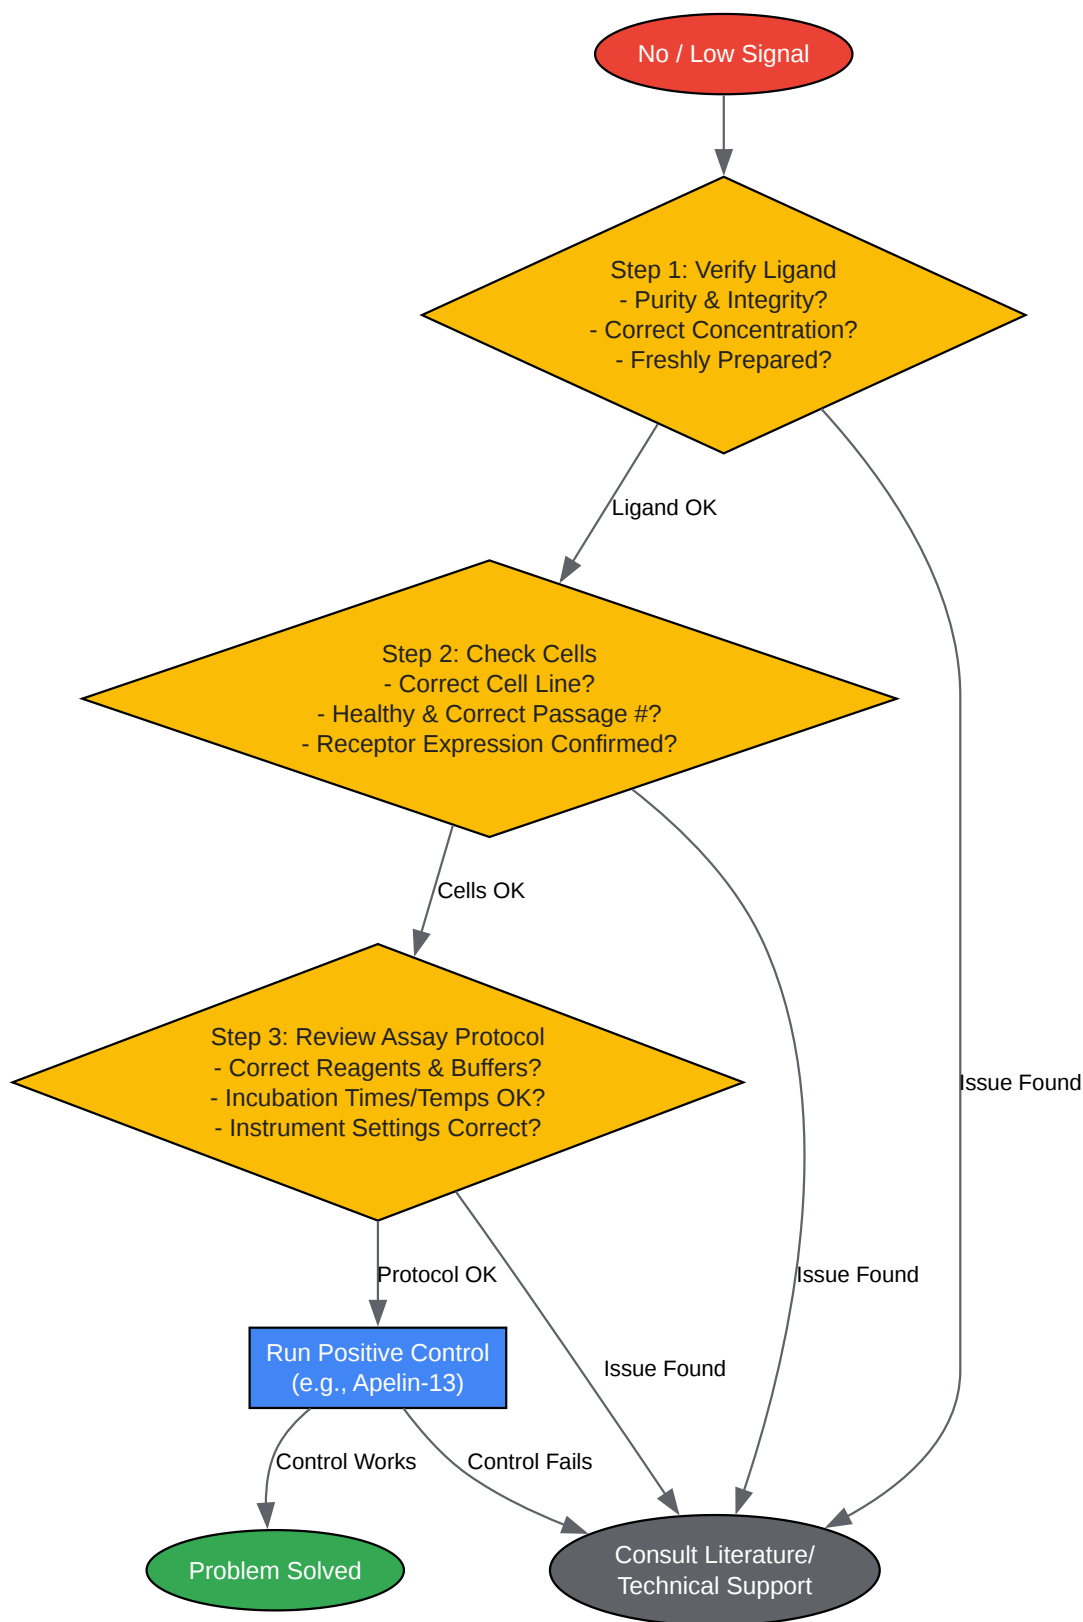 No / Low Signal
Step 1: Verify Ligand
- Purity & Integrity?
- Correct Concentration?
- Freshly Prepared?
Ligand OK
Step 2: Check Cells
- Correct Cell Line?
- Healthy & Correct Passage #?
- Receptor Expression Confirmed?
Cells OK
Step 3: Review Assay Protocol
- Correct Reagents & Buffers?
- Incubation Times/Temps OK?
- Instrument Settings Correct?
Issue Found
Protocol OK
Issue Found
Run Positive Control
(e.g., Apelin-13)
Issue Found
Control Works
Control Fails
Problem Solved
Consult Literature/
Technical Support